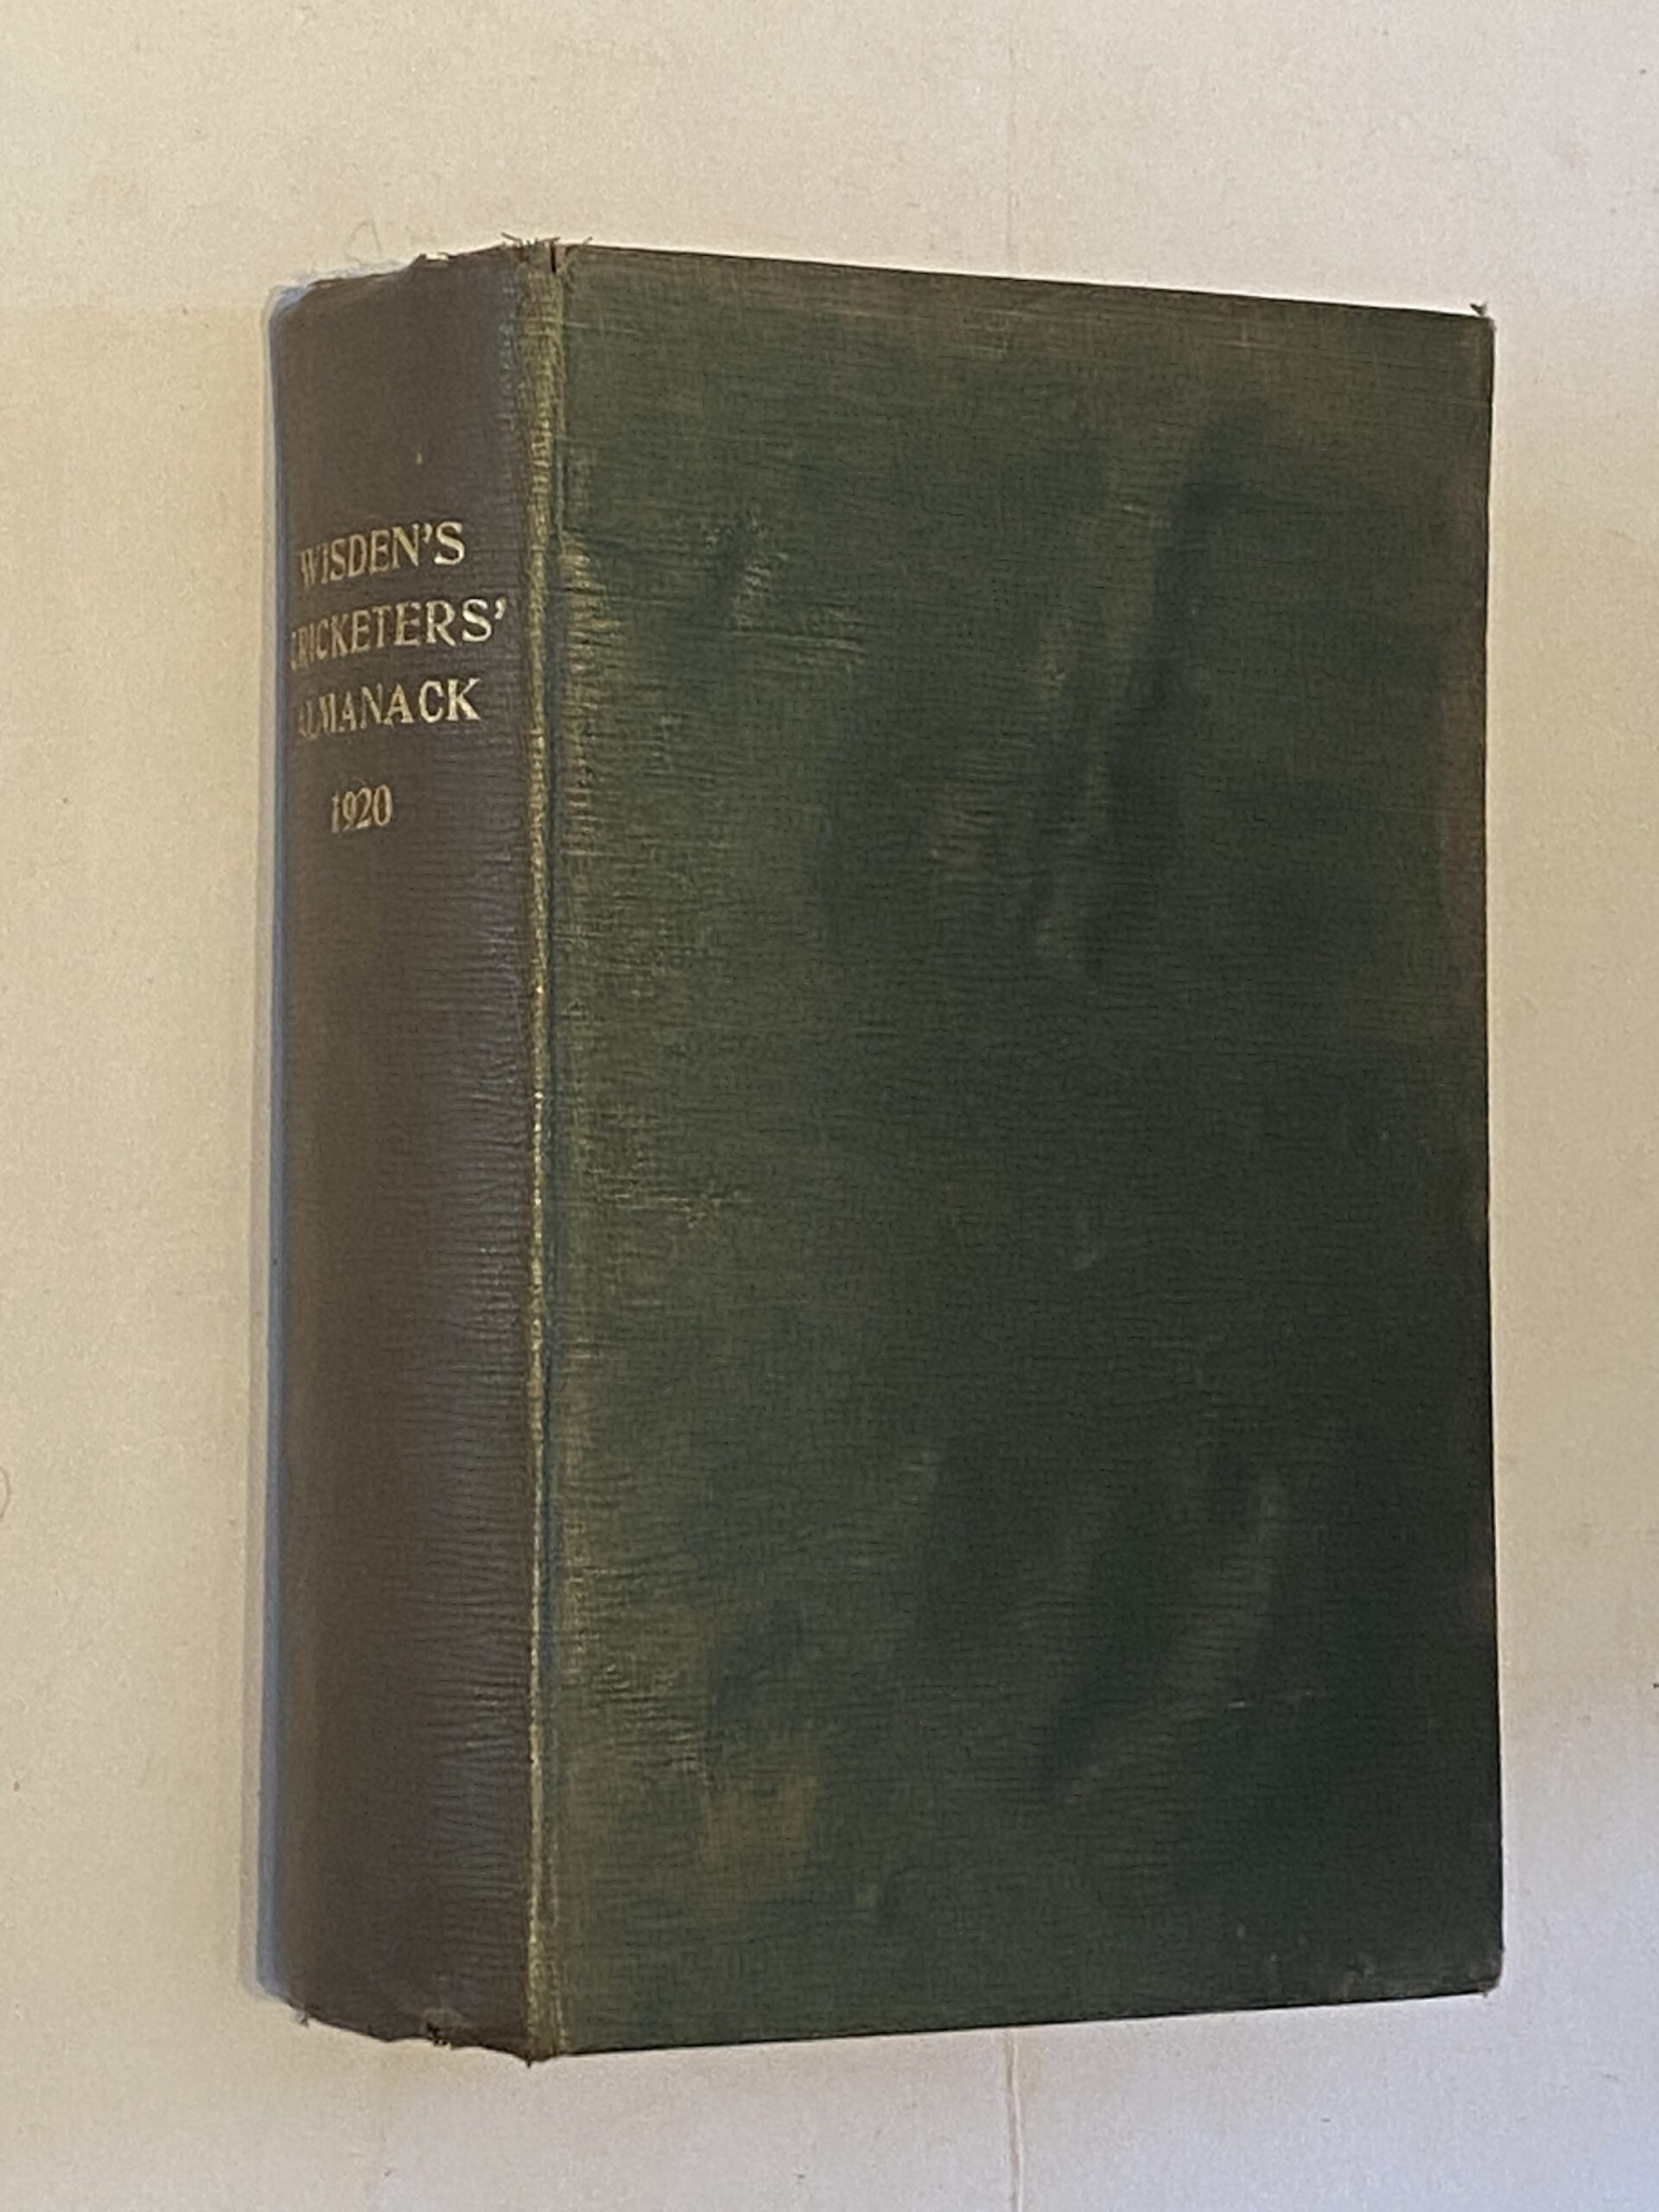 WISDEN'S
CRICKETERS'
ALMANACK
1920